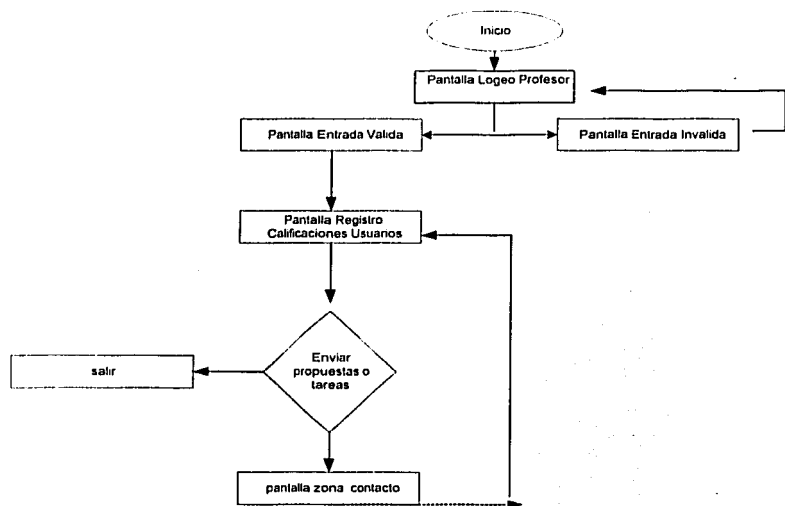 Inicio
Pantalla Logeo Profesor
Pantalla Entrada Valida
Pantalla Entrada Invalida
Pantalla Registro
Calificaciones Usuarios
Enviar
propuestas o
tareas
salir
pantalla zona contacto